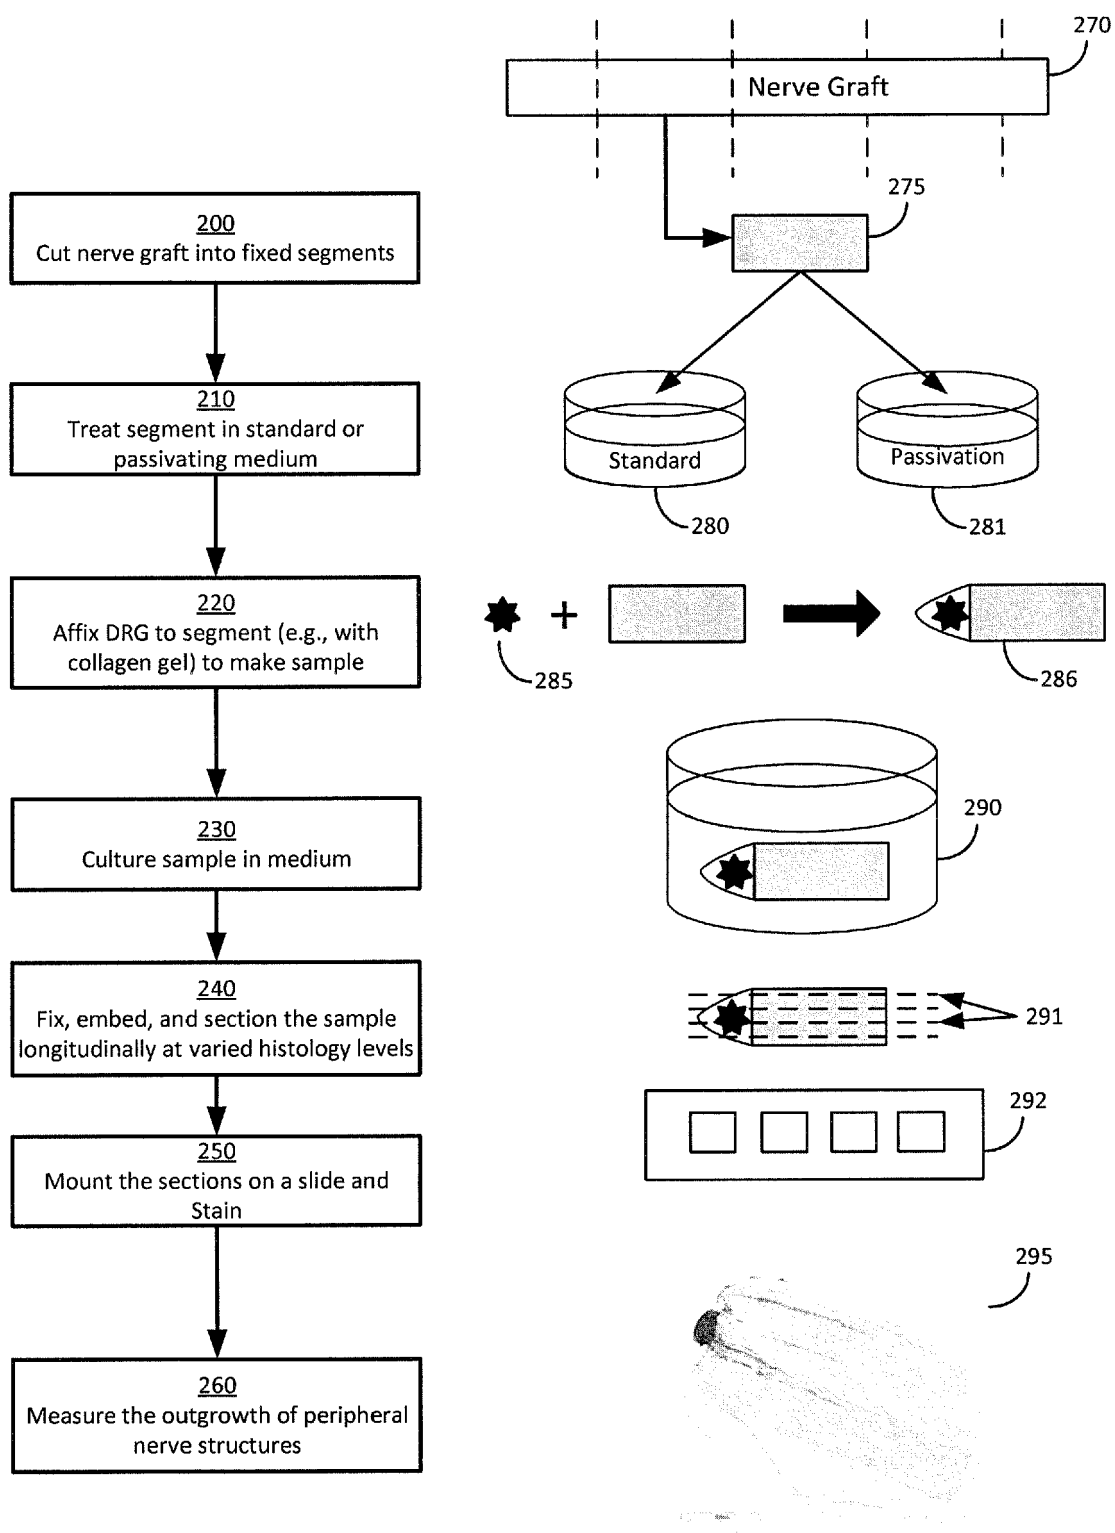 270
Nerve Graft
275
200
Cut nerve graft into fixed segments
210
Treat segment in standard or
passivating medium
Standard
Passivation
280
281
220
Affix DRG to segment (e.g., with
collagen gel) to make sample
285
286
290
230
Culture sample in medium
240
Fix, embed, and section the sample
longitudinally at varied histology levels
291
292
250
Mount the sections on a slide and
Stain
295
260
Measure the outgrowth of peripheral
nerve structures